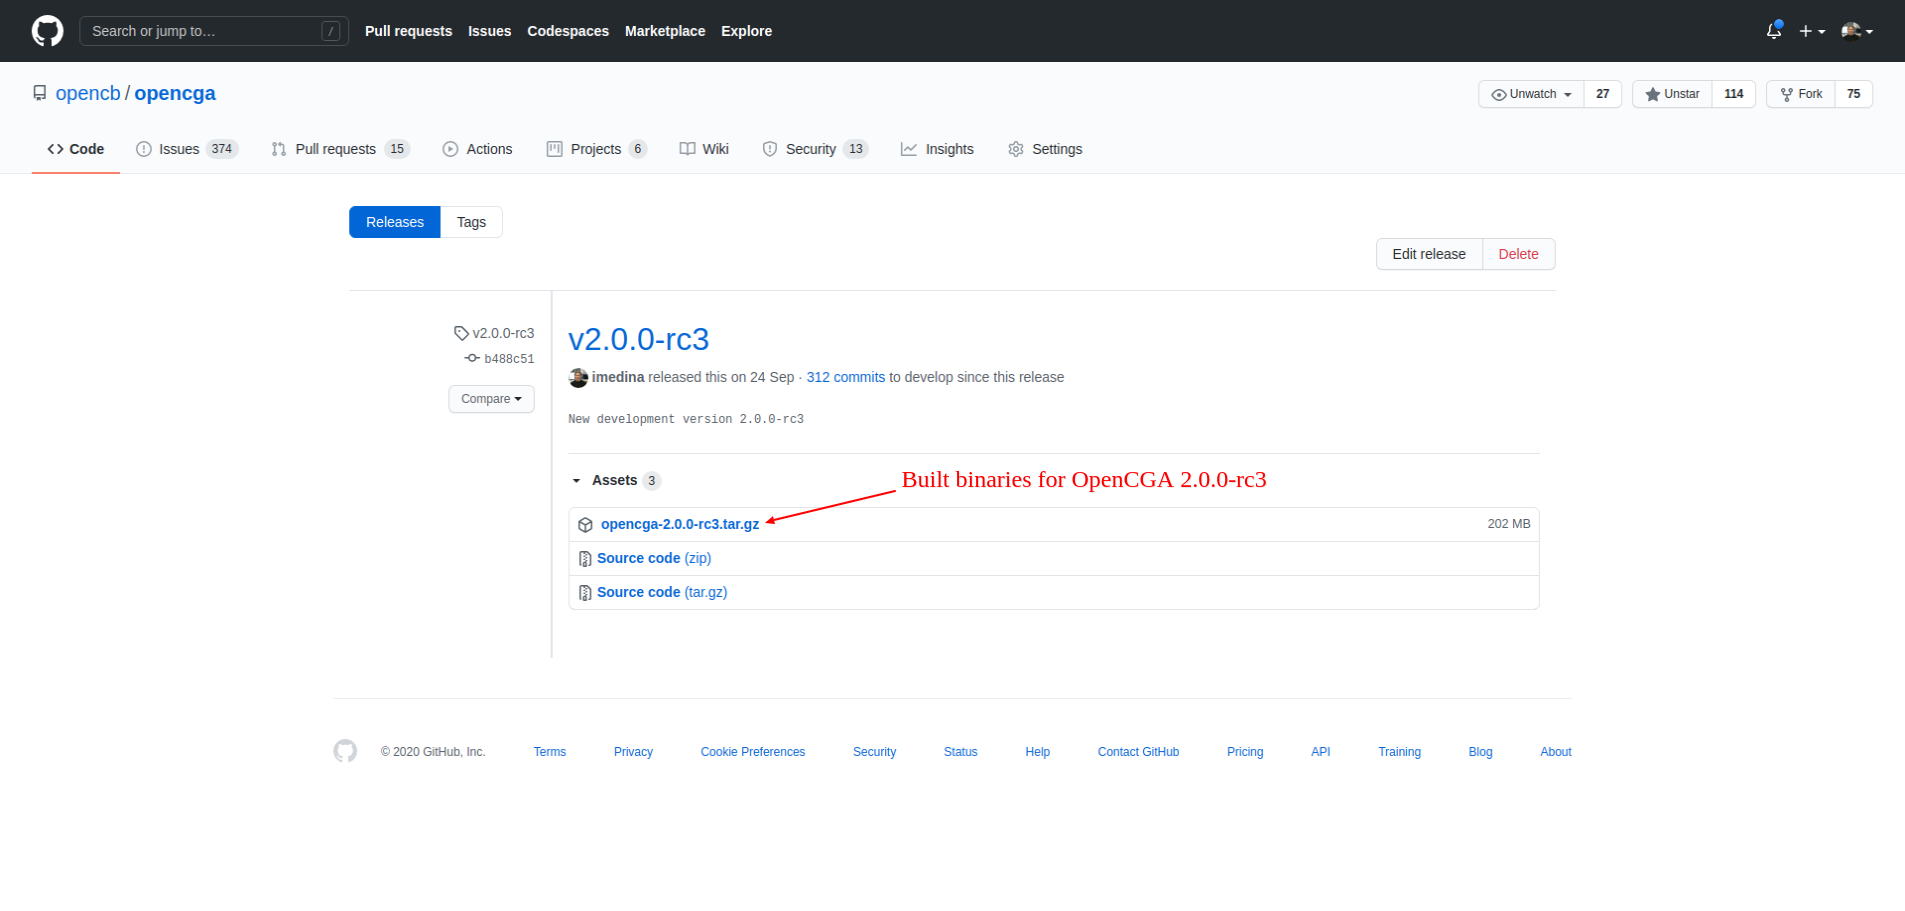 Search or jump to…
/
Pull requests Issues Codespaces Marketplace Explore
opencb / opencga
Unwatch 27
Unstar 114
Fork 75
Code
Issues 374
Pull requests 15
Actions
Projects 6
Wiki
Security 13
Insights
Settings
Releases Tags
Edit release Delete
v2.0.0-rc3
b488c51
Compare
v2.0.0-rc3
imedina released this on 24 Sep · 312 commits to develop since this release
New development version 2.0.0-rc3
Assets 3
Built binaries for OpenCGA 2.0.0-rc3
opencga-2.0.0-rc3.tar.gz 202 MB
Source code (zip)
Source code (tar.gz)
© 2020 GitHub, Inc. Terms Privacy Cookie Preferences Security Status Help Contact GitHub Pricing API Training Blog About